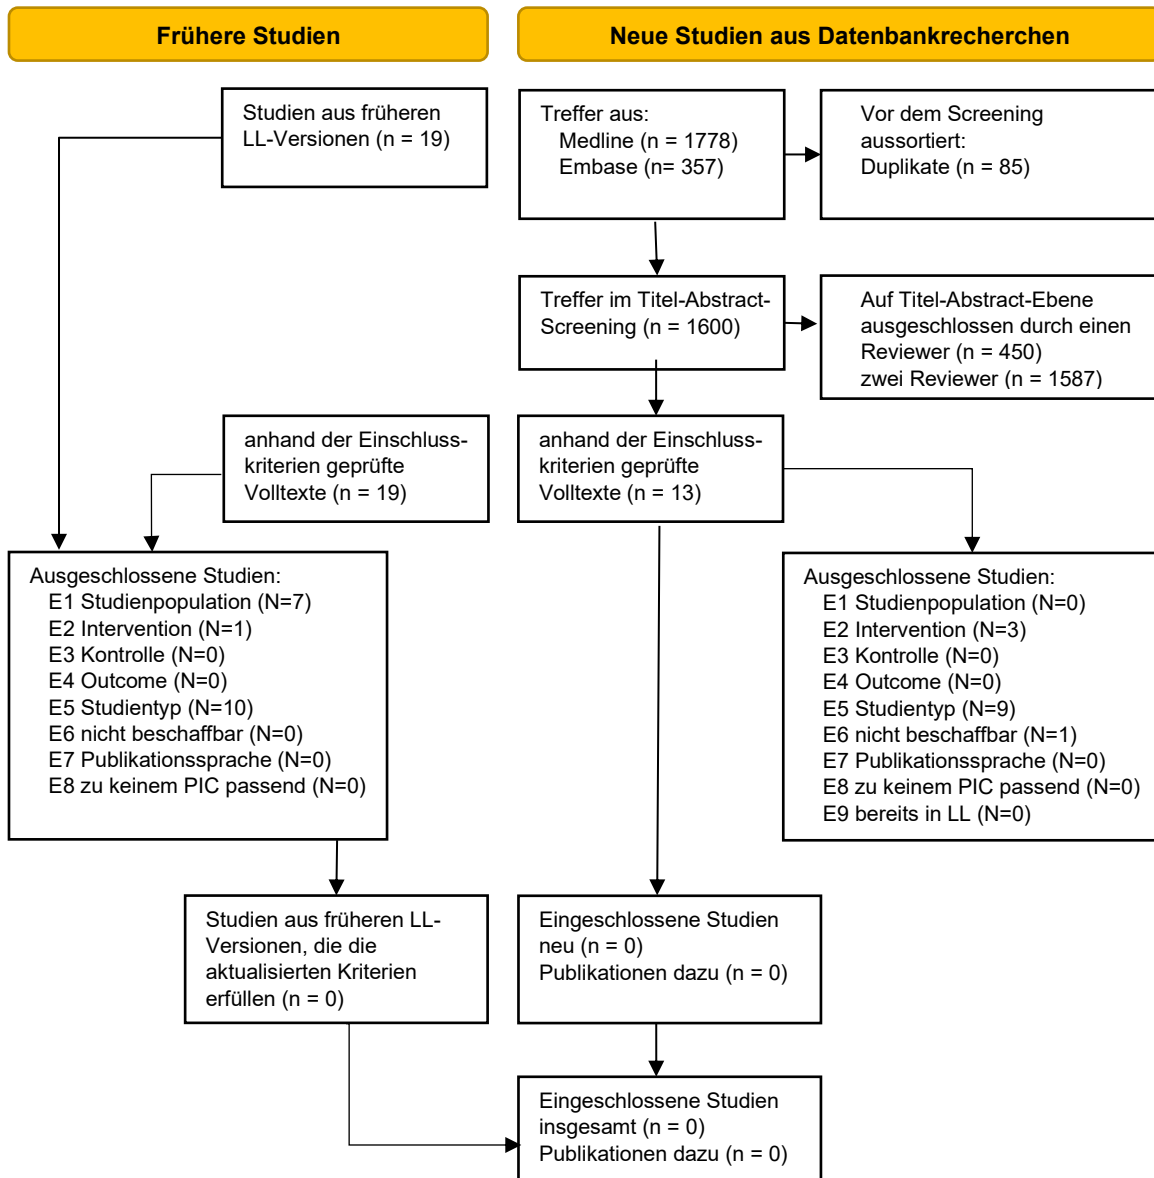 Frühere Studien
Neue Studien aus Datenbankrecherchen
Studien aus früheren
LL-Versionen (n = 19)
Treffer aus:
Medline (n = 1778)
Embase (n= 357)
Vor dem Screening
aussortiert:
Duplikate (n = 85)
Treffer im Titel-Abstract-
Screening (n = 1600)
Auf Titel-Abstract-Ebene
ausgeschlossen durch einen
Reviewer (n = 450)
zwei Reviewer (n = 1587)
anhand der Einschluss-
kriterien geprüfte
Volltexte (n = 19)
anhand der Einschluss-
kriterien geprüfte
Volltexte (n = 13)
Ausgeschlossene Studien:
E1 Studienpopulation (N=7)
E2 Intervention (N=1)
E3 Kontrolle (N=0)
E4 Outcome (N=0)
E5 Studientyp (N=10)
E6 nicht beschaffbar (N=0)
E7 Publikationssprache (N=0)
E8 zu keinem PIC passend (N=0)
Ausgeschlossene Studien:
E1 Studienpopulation (N=0)
E2 Intervention (N=3)
E3 Kontrolle (N=0)
E4 Outcome (N=0)
E5 Studientyp (N=9)
E6 nicht beschaffbar (N=1)
E7 Publikationssprache (N=0)
E8 zu keinem PIC passend (N=0)
E9 bereits in LL (N=0)
Studien aus früheren LL-
Versionen, die die
aktualisierten Kriterien
erfüllen (n = 0)
Eingeschlossene Studien
neu (n = 0)
Publikationen dazu (n = 0)
Eingeschlossene Studien
insgesamt (n = 0)
Publikationen dazu (n = 0)